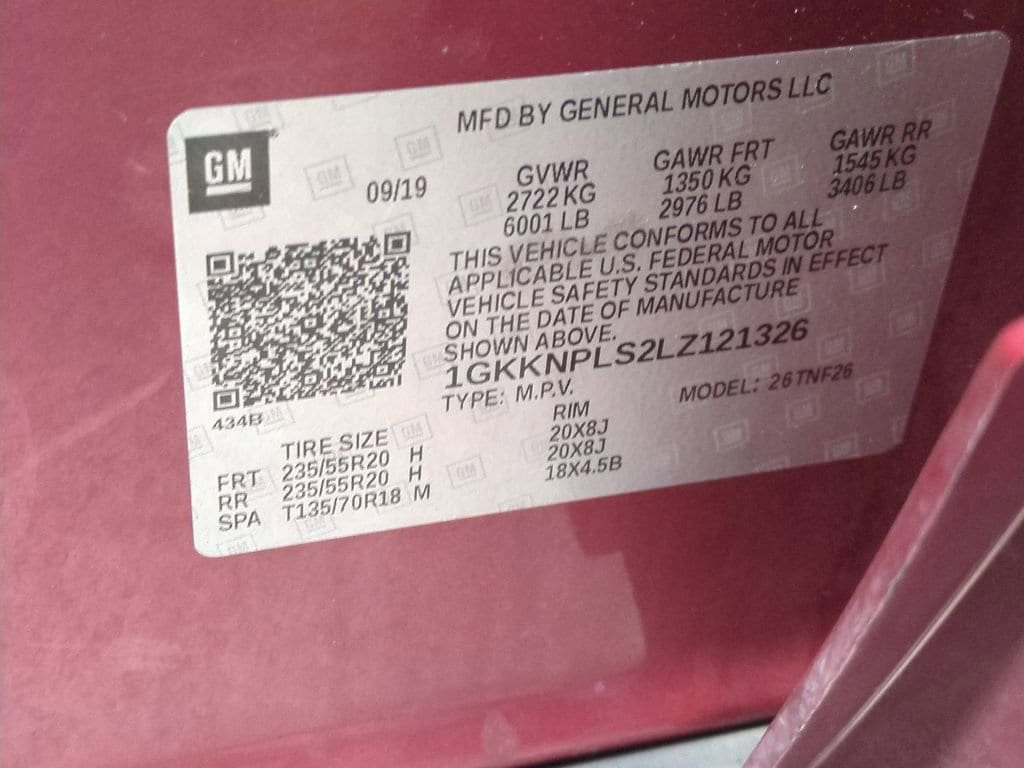 MFD BY GENERAL MOTORS LLC
GM
09/19
GVWR GAWR FRT GAWR RR
2722 KG 1350 KG 1545 KG
6001 LB 2976 LB 3406 LB
THIS VEHICLE CONFORMS TO ALL
APPLICABLE U.S. FEDERAL MOTOR
VEHICLE SAFETY STANDARDS IN EFFECT
ON THE DATE OF MANUFACTURE
SHOWN ABOVE.
1GKKNPLS2LZ121326
TYPE: M.P.V. MODEL: 26TNF26
434B
TIRE SIZE RIM
FRT 235/55R20 H 20X8J
RR 235/55R20 H 20X8J
SPA T135/70R18 M 18X4.5B